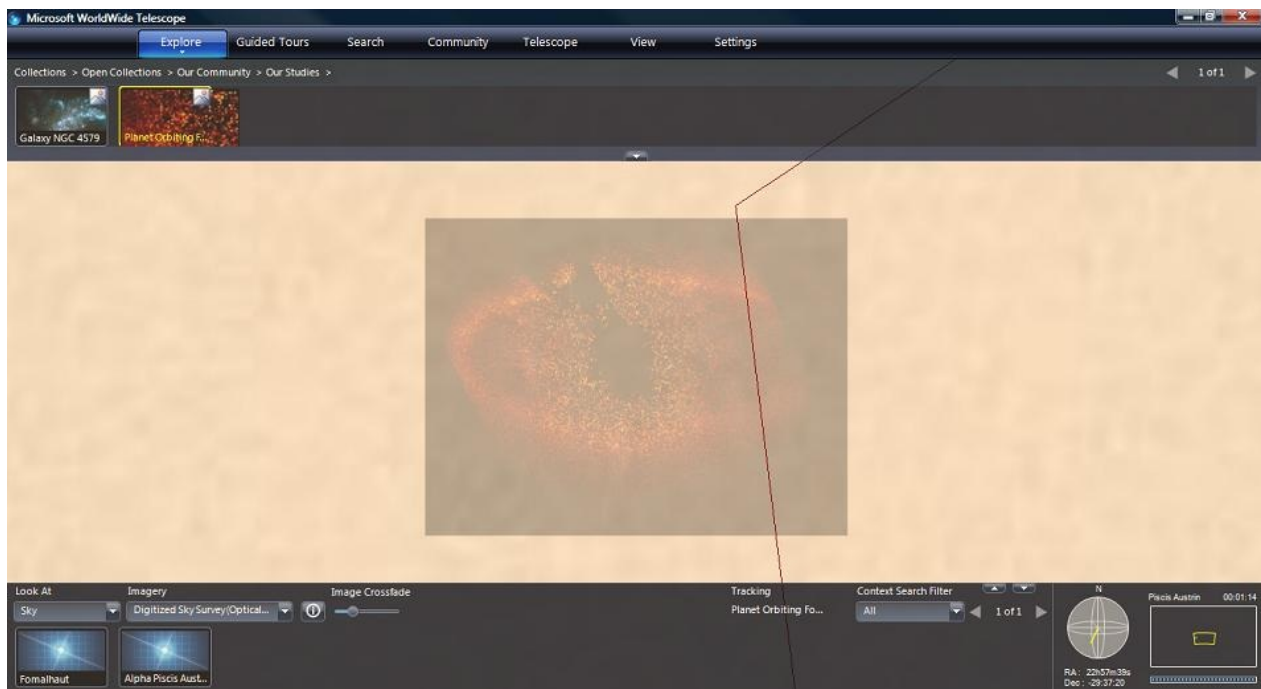 Microsoft WorldWide Telescope
Explore Guided Tours Search Community Telescope View Settings
Collections > Open Collections > Our Community > Our Studies >
1 of 1
Galaxy NGC 4579
Planet Orbiting F...
Look At
Imagery
Image Crossfade
Tracking
Context Search Filter
Sky
Digitized Sky Survey(Optical...
Planet Orbiting Fo...
All
1 of 1
Fomalhaut
Alpha Piscis Aust...
N
RA: 22h57m39s
Dec: -29:37:20
Piscis Austrin 00:01:14